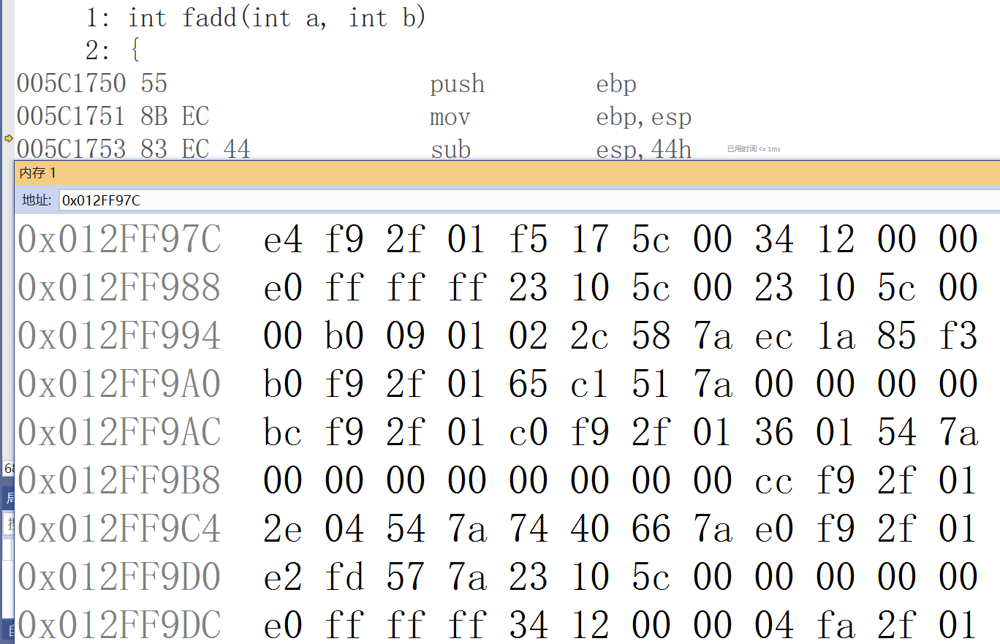 1: int fadd(int a, int b)
2: {
005C1750 55 push ebp
005C1751 8B EC mov ebp,esp
005C1753 83 EC 44 sub esp,44h 已用时间 <= 1ms
内存 1
地址: 0x012FF97C
0x012FF97C e4 f9 2f 01 f5 17 5c 00 34 12 00 00
0x012FF988 e0 ff ff ff 23 10 5c 00 23 10 5c 00
0x012FF994 00 b0 09 01 02 2c 58 7a ec 1a 85 f3
0x012FF9A0 b0 f9 2f 01 65 c1 51 7a 00 00 00 00
0x012FF9AC bc f9 2f 01 c0 f9 2f 01 36 01 54 7a
0x012FF9B8 00 00 00 00 00 00 00 00 cc f9 2f 01
0x012FF9C4 2e 04 54 7a 74 40 66 7a e0 f9 2f 01
0x012FF9D0 e2 fd 57 7a 23 10 5c 00 00 00 00 00
0x012FF9DC e0 ff ff ff 34 12 00 00 04 fa 2f 01